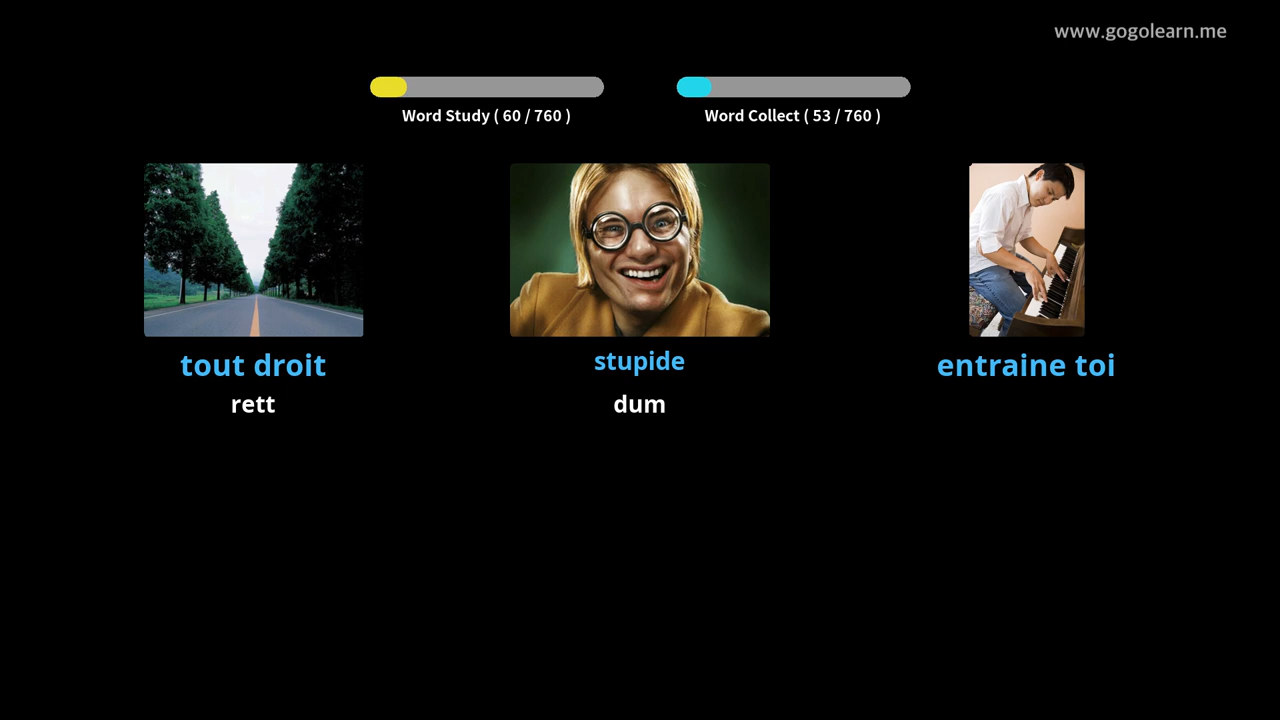 www.gogolearn.me
Word Study ( 60 / 760 )
Word Collect ( 53 / 760 )
tout droit
stupide
entraine toi
rett
dum